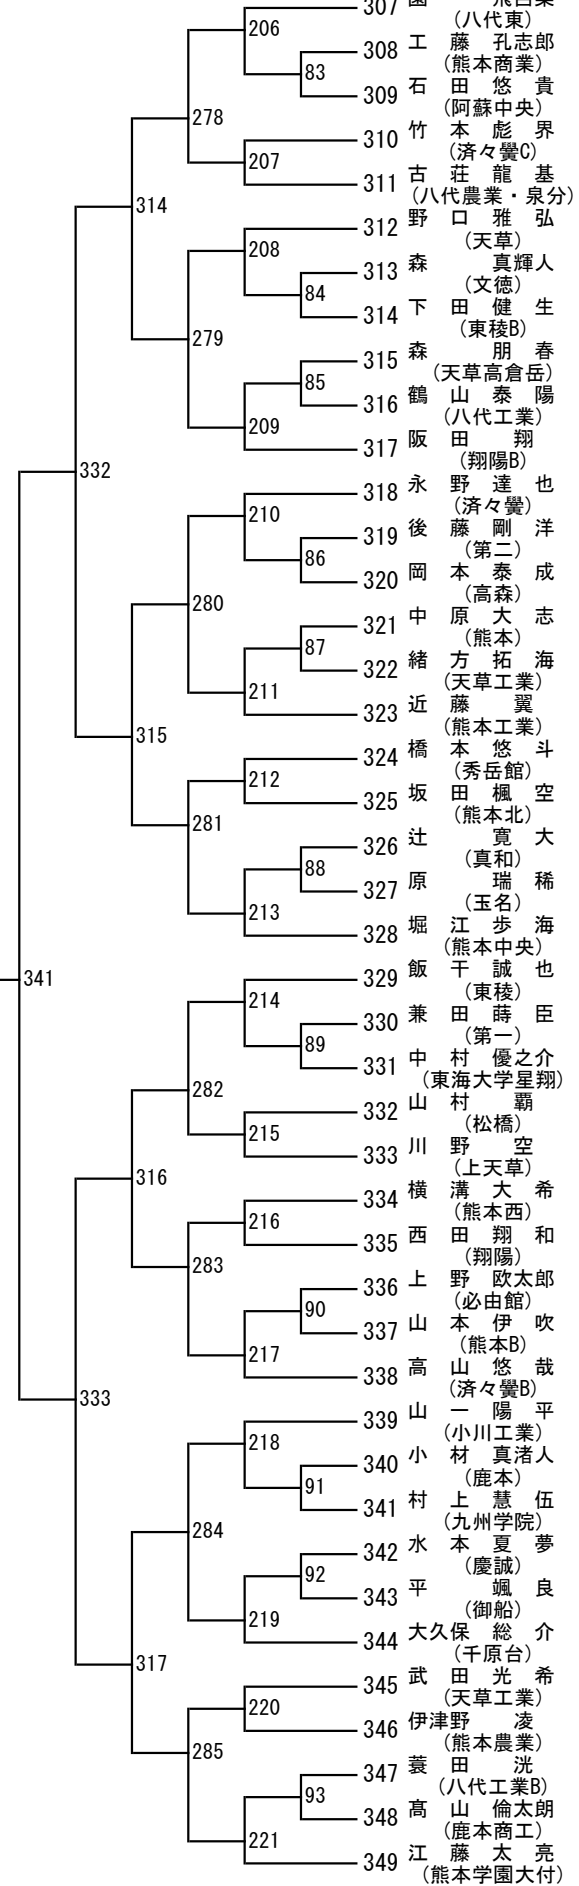 307
(八代東)
206
308 工　藤　孔志郎
(熊本商業)
83
309 石　田　悠　貴
(阿蘇中央)
278
310 竹　本　彪　界
(済々黌C)
207
311 古　荘　龍　基
(八代農業・泉分)
314
312 野　口　雅　弘
(天草)
208
313 森　　　真輝人
(文徳)
84
314 下　田　健　生
(東稜B)
279
315 森　　　朋　春
(天草高倉岳)
85
316 鶴　山　泰　陽
(八代工業)
209
317 阪　田　　翔
(翔陽B)
332
318 永　野　達　也
(済々黌)
210
319 後　藤　剛　洋
(第二)
86
320 岡　本　泰　成
(高森)
280
321 中　原　大　志
(熊本)
87
322 緒　方　拓　海
(天草工業)
211
323 近　藤　　翼
(熊本工業)
315
324 橋　本　悠　斗
(秀岳館)
212
325 坂　田　楓　空
(熊本北)
281
326 辻　　　寛　大
(真和)
88
327 原　　　瑞　稀
(玉名)
213
328 堀　江　歩　海
(熊本中央)
341
329 飯　干　誠　也
(東稜)
214
330 兼　田　蒔　臣
(第一)
89
331 中　村　優之介
(東海大学星翔)
282
332 山　村　　覇
(松橋)
215
333 川　野　　空
(上天草)
316
334 横　溝　大　希
(熊本西)
216
335 西　田　翔　和
(翔陽)
283
336 上　野　欧太郎
(必由館)
90
337 山　本　伊　吹
(熊本B)
217
338 高　山　悠　哉
(済々黌B)
333
339 山　一　陽　平
(小川工業)
218
340 小　材　真渚人
(鹿本)
91
341 村　上　慧　伍
(九州学院)
284
342 水　本　夏　夢
(慶誠)
92
343 平　　　颯　良
(御船)
219
344 大久保　総　介
(千原台)
317
345 武　田　光　希
(天草工業)
220
346 伊津野　　凌
(熊本農業)
285
347 蓑　田　　洸
(八代工業B)
93
348 髙　山　倫太朗
(鹿本商工)
221
349 江　藤　太　亮
(熊本学園大付)